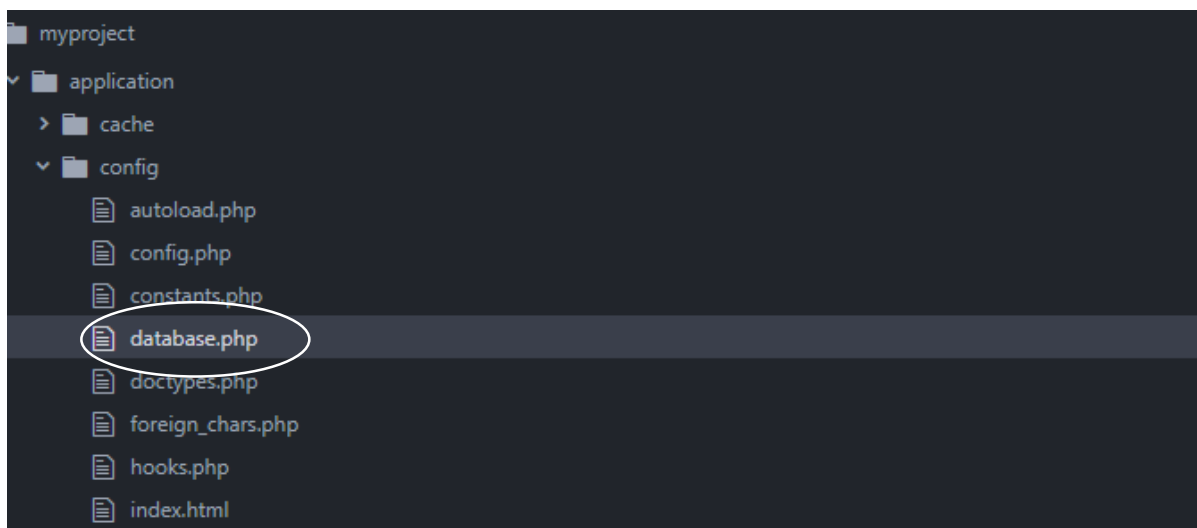 myproject
application
cache
config
autoload.php
config.php
constants.php
database.php
doctypes.php
foreign_chars.php
hooks.php
index.html